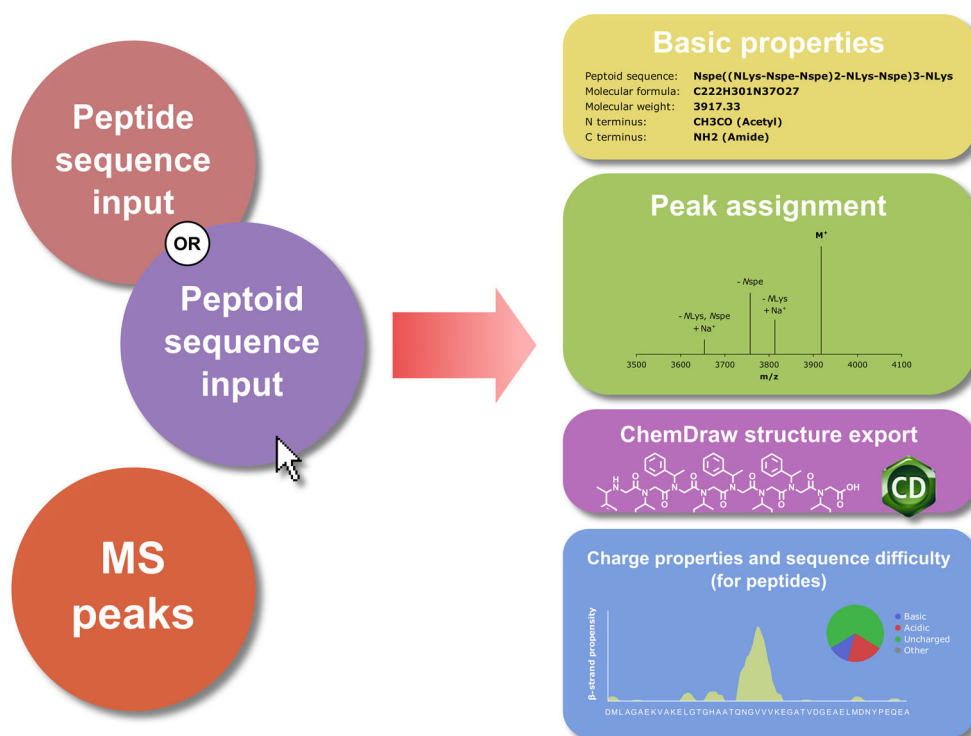 Peptide
sequence
input
OR
Peptoid
sequence
input
MS
peaks
Basic properties
Peptoid sequence: Nspe((NLys-Nspe-Nspe)2-NLys-Nspe)3-NLys
Molecular formula: C222H301N37O27
Molecular weight: 3917.33
N terminus: CH3CO (Acetyl)
C terminus: NH2 (Amide)
Peak assignment
M⁺
- Nspe
- NLys
+ Na⁺
- NLys, Nspe
+ Na⁺
3500 3600 3700 3800 3900 4000 4100
m/z
ChemDraw structure export
H
N O O O O
N N N N N N N OH
O O O O
CD
Charge properties and sequence difficulty
(for peptides)
β-strand propensity
Basic
Acidic
Uncharged
Other
DMLAGAEKVAKELGTGHAATQNGVVVKEGATVDGEAELMDNYPEQEA